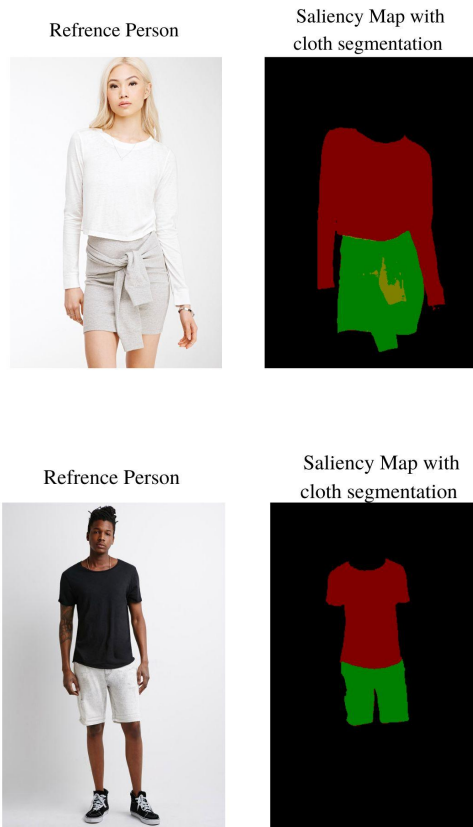 Refrence Person
Saliency Map with
cloth segmentation
Refrence Person
Saliency Map with
cloth segmentation